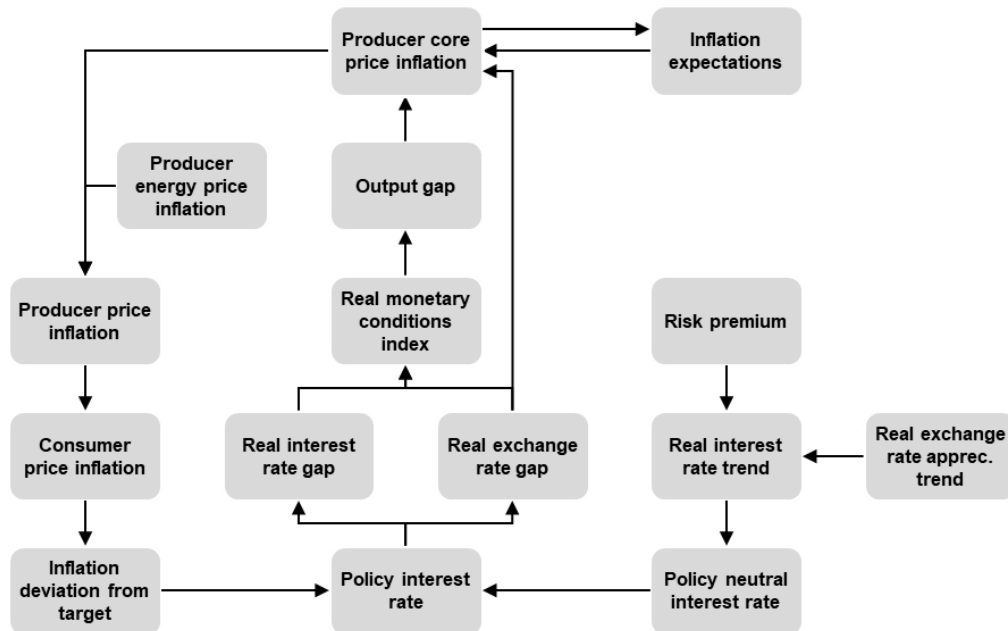 Producer core
price inflation
Inflation
expectations
Producer
energy price
inflation
Output gap
Producer price
inflation
Real monetary
conditions
index
Risk premium
Consumer
price inflation
Real interest
rate gap
Real exchange
rate gap
Real interest
rate trend
Real exchange
rate apprec.
trend
Inflation
deviation from
target
Policy interest
rate
Policy neutral
interest rate